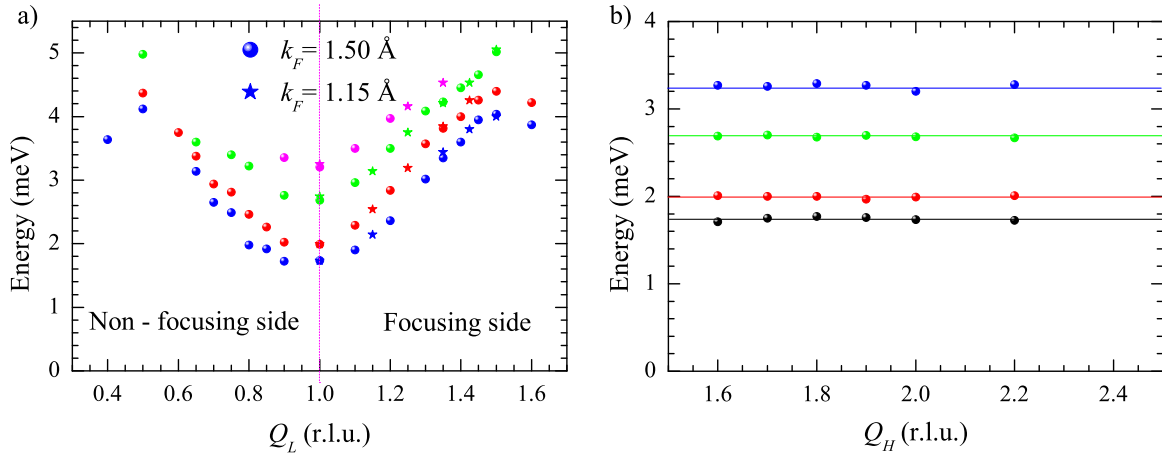 a)
k_F= 1.50 Å
k_F= 1.15 Å
Non - focusing side
Focusing side
Energy (meV)
0
1
2
3
4
5
0.4 0.6 0.8 1.0 1.2 1.4 1.6
Q_L (r.l.u.)
b)
Energy (meV)
0
1
2
3
4
1.6 1.8 2.0 2.2 2.4
Q_H (r.l.u.)